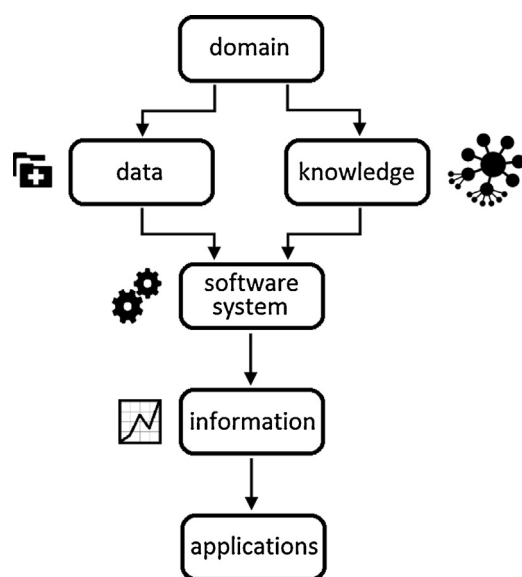 domain
data
knowledge
software
system
information
applications